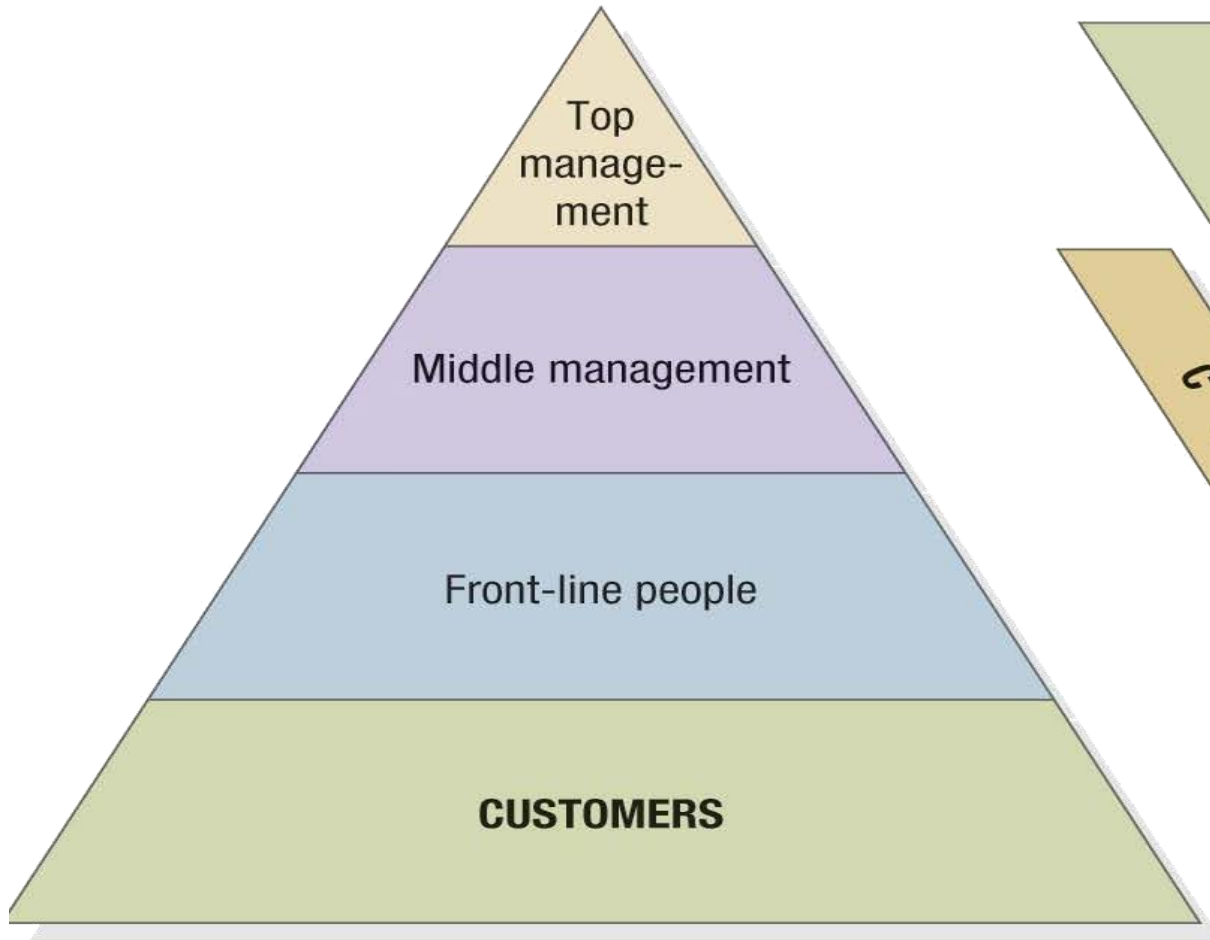 Top
manage-
ment
Middle management
Front-line people
CUSTOMERS